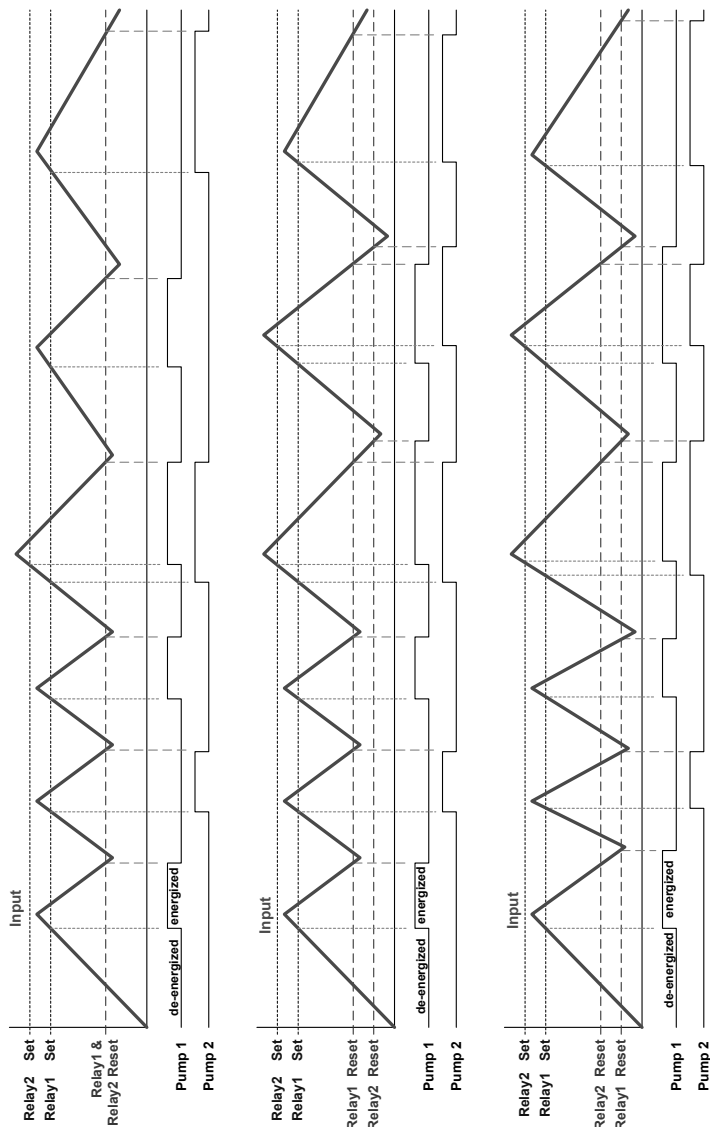 Input
Relay2 Set
Relay1 Set
Relay1 &
Relay2 Reset
de-energized
energized
Pump 1
Pump 2
Input
Relay2 Set
Relay1 Set
Relay1 Reset
Relay2 Reset
de-energized
energized
Pump 1
Pump 2
Input
Relay2 Set
Relay1 Set
Relay2 Reset
Relay1 Reset
de-energized
energized
Pump 1
Pump 2